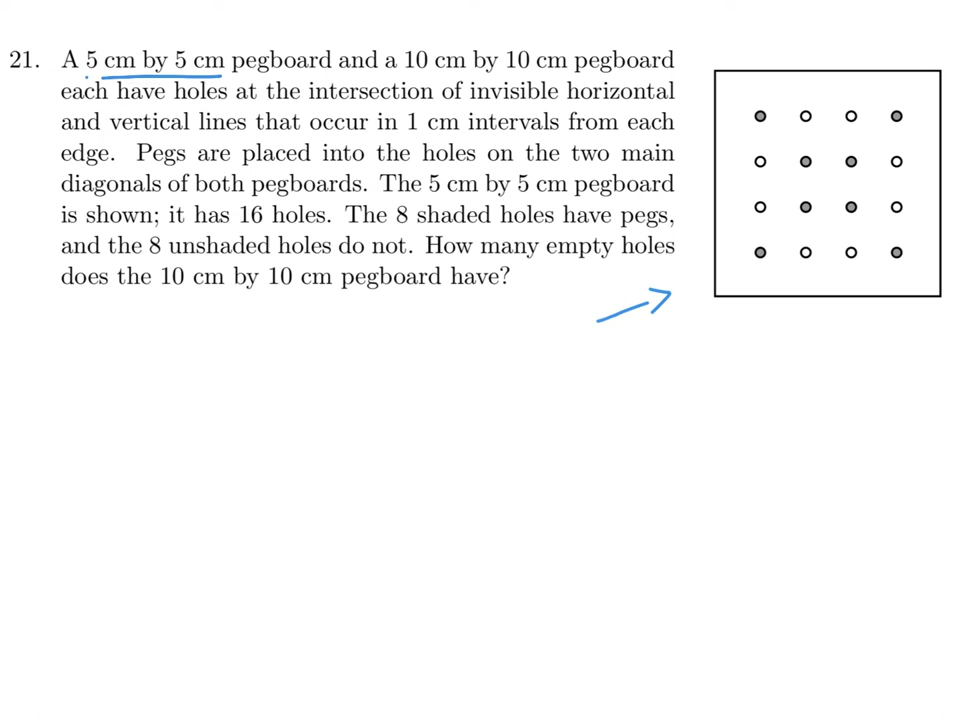 21. A 5 cm by 5 cm pegboard and a 10 cm by 10 cm pegboard
each have holes at the intersection of invisible horizontal
and vertical lines that occur in 1 cm intervals from each
edge. Pegs are placed into the holes on the two main
diagonals of both pegboards. The 5 cm by 5 cm pegboard
is shown; it has 16 holes. The 8 shaded holes have pegs,
and the 8 unshaded holes do not. How many empty holes
does the 10 cm by 10 cm pegboard have?